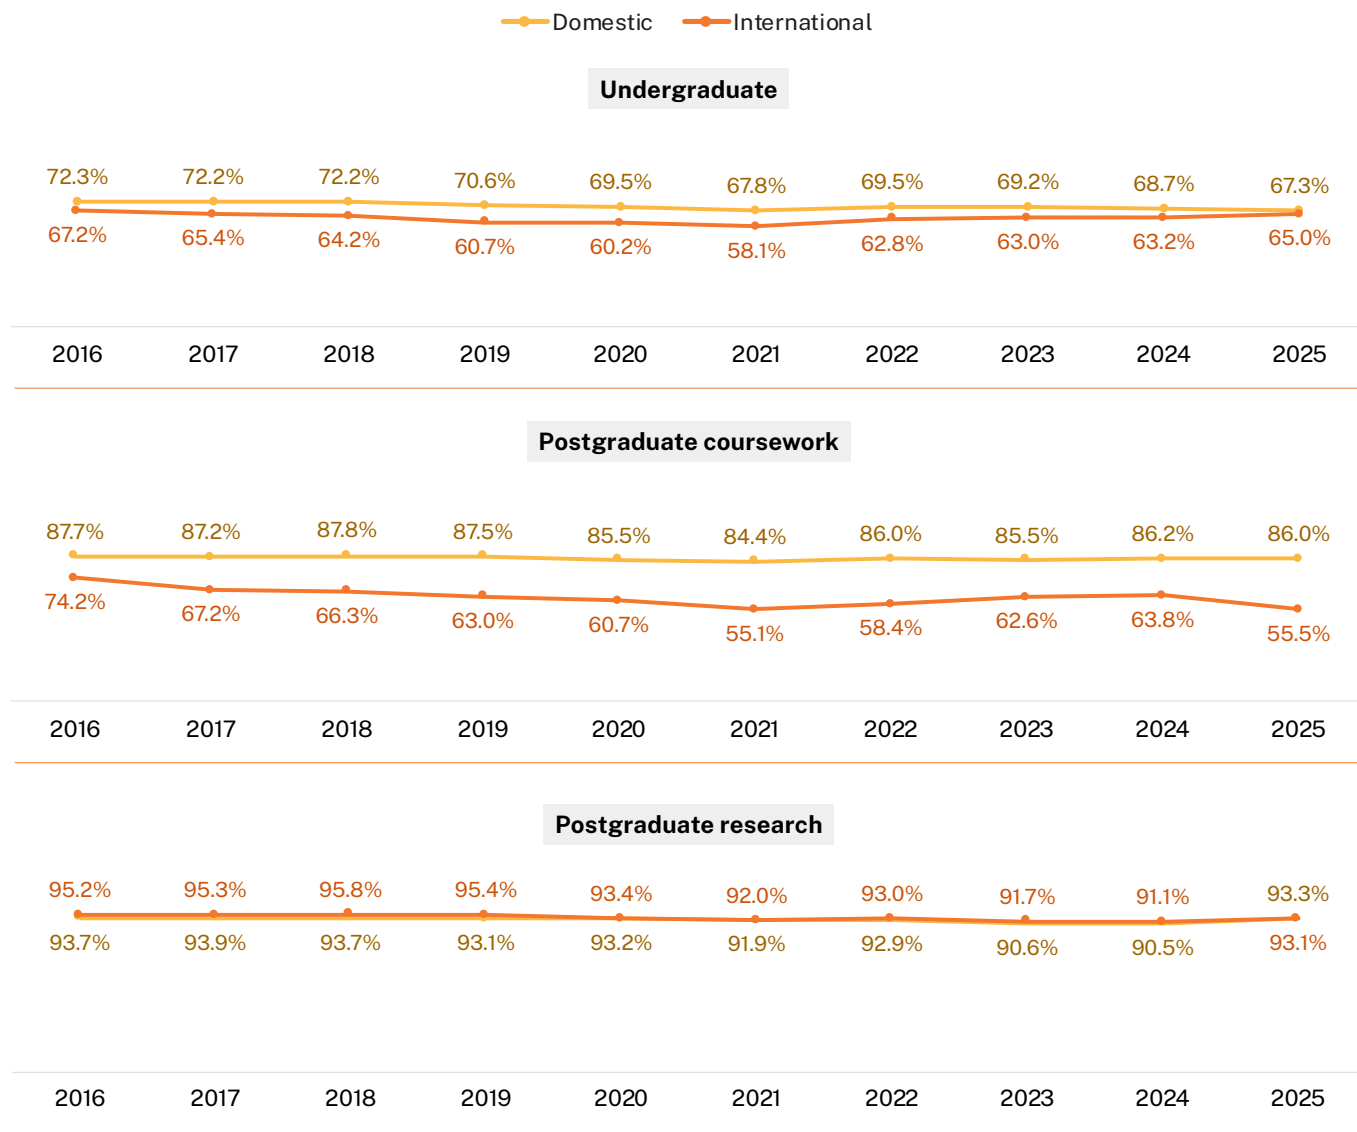 Domestic International
Undergraduate
72.3% 72.2% 72.2% 70.6% 69.5% 67.8% 69.5% 69.2% 68.7% 67.3%
67.2% 65.4% 64.2% 60.7% 60.2% 58.1% 62.8% 63.0% 63.2% 65.0%
2016 2017 2018 2019 2020 2021 2022 2023 2024 2025
Postgraduate coursework
87.7% 87.2% 87.8% 87.5% 85.5% 84.4% 86.0% 85.5% 86.2% 86.0%
74.2% 67.2% 66.3% 63.0% 60.7% 55.1% 58.4% 62.6% 63.8% 55.5%
2016 2017 2018 2019 2020 2021 2022 2023 2024 2025
Postgraduate research
95.2% 95.3% 95.8% 95.4% 93.4% 92.0% 93.0% 91.7% 91.1% 93.3%
93.7% 93.9% 93.7% 93.1% 93.2% 91.9% 92.9% 90.6% 90.5% 93.1%
2016 2017 2018 2019 2020 2021 2022 2023 2024 2025